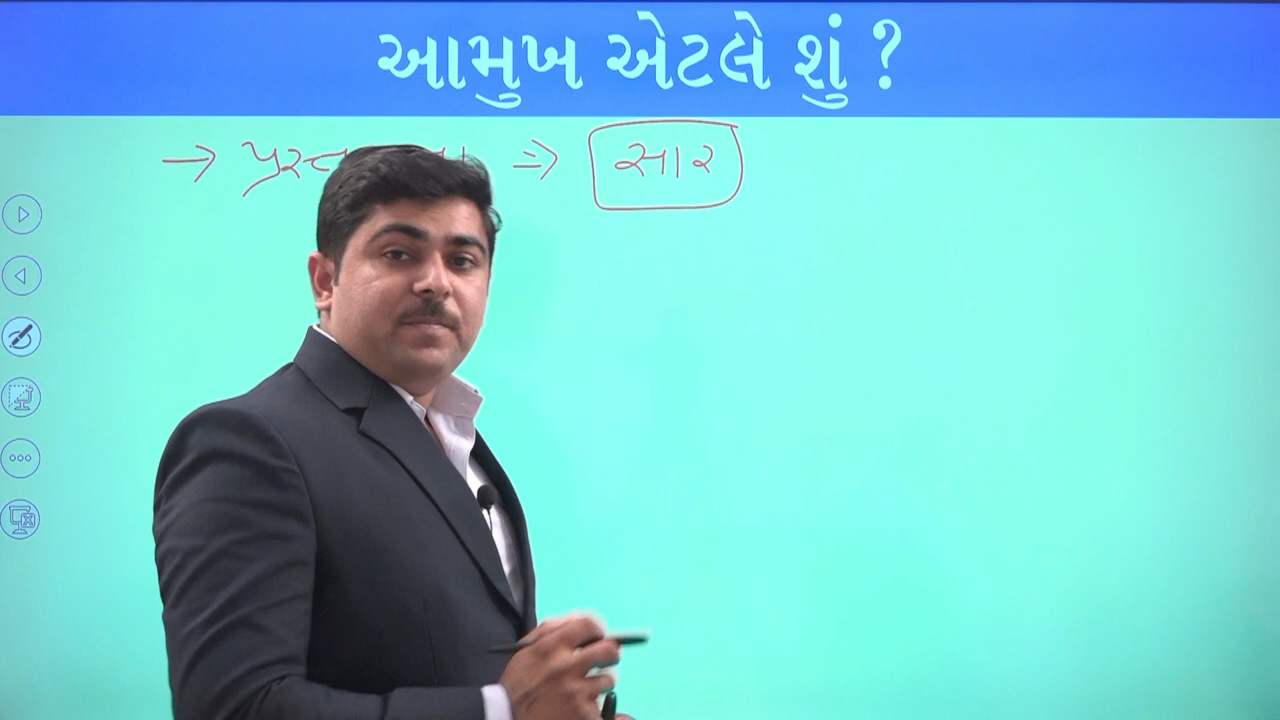 આમુખ એટલે શું ?
→ ⇒ સાર